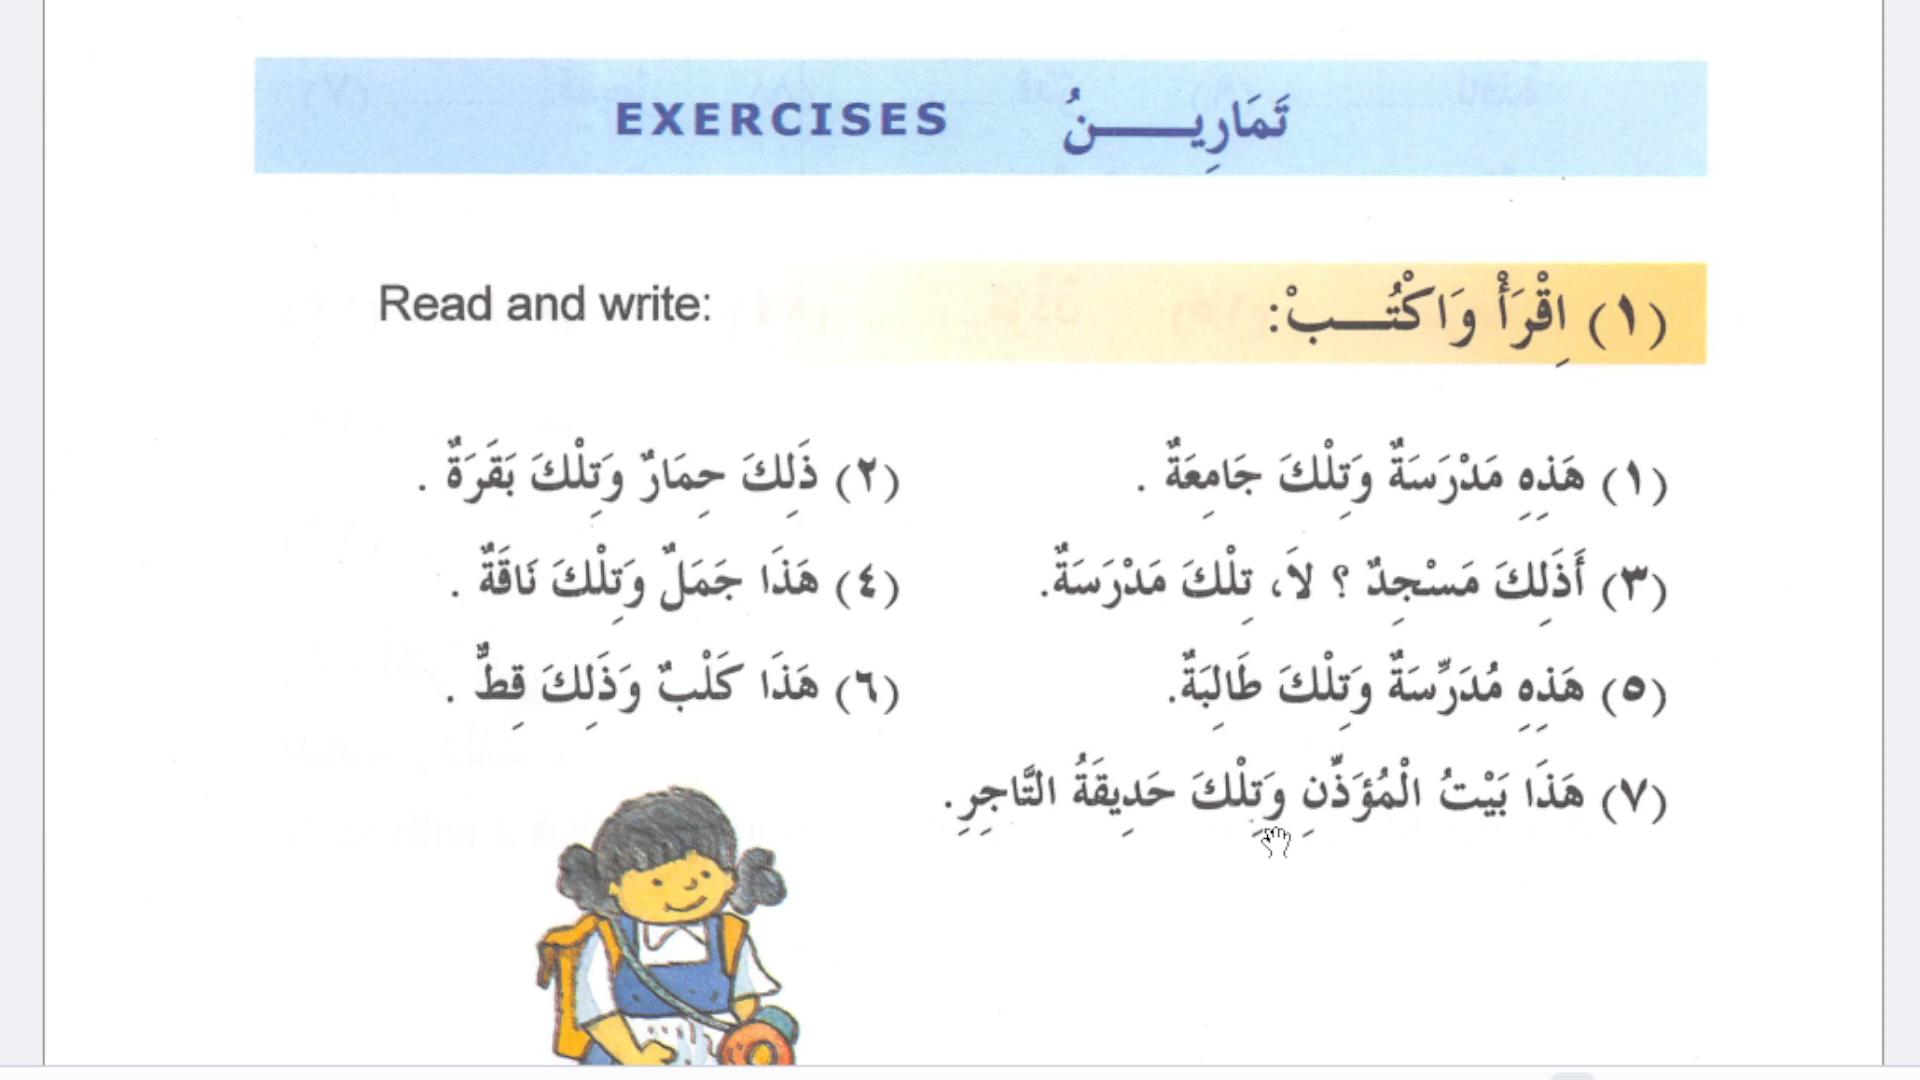 EXERCISES تَمَارِيـــنُ
Read and write: (١) اِقْرَأْ وَاكْتُـــبْ:
(١) هَذِهِ مَدْرَسَةٌ وَتِلْكَ جَامِعَةٌ .
(٢) ذَلِكَ حِمَارٌ وَتِلْكَ بَقَرَةٌ .
(٣) أَذَلِكَ مَسْجِدٌ ؟ لاَ، تِلْكَ مَدْرَسَةٌ.
(٤) هَذَا جَمَلٌ وَتِلْكَ نَاقَةٌ .
(٥) هَذِهِ مُدَرِّسَةٌ وَتِلْكَ طَالِبَةٌ.
(٦) هَذَا كَلْبٌ وَذَلِكَ قِطٌّ .
(٧) هَذَا بَيْتُ الْمُؤَذِّنِ وَتِلْكَ حَدِيقَةُ التَّاجِرِ.